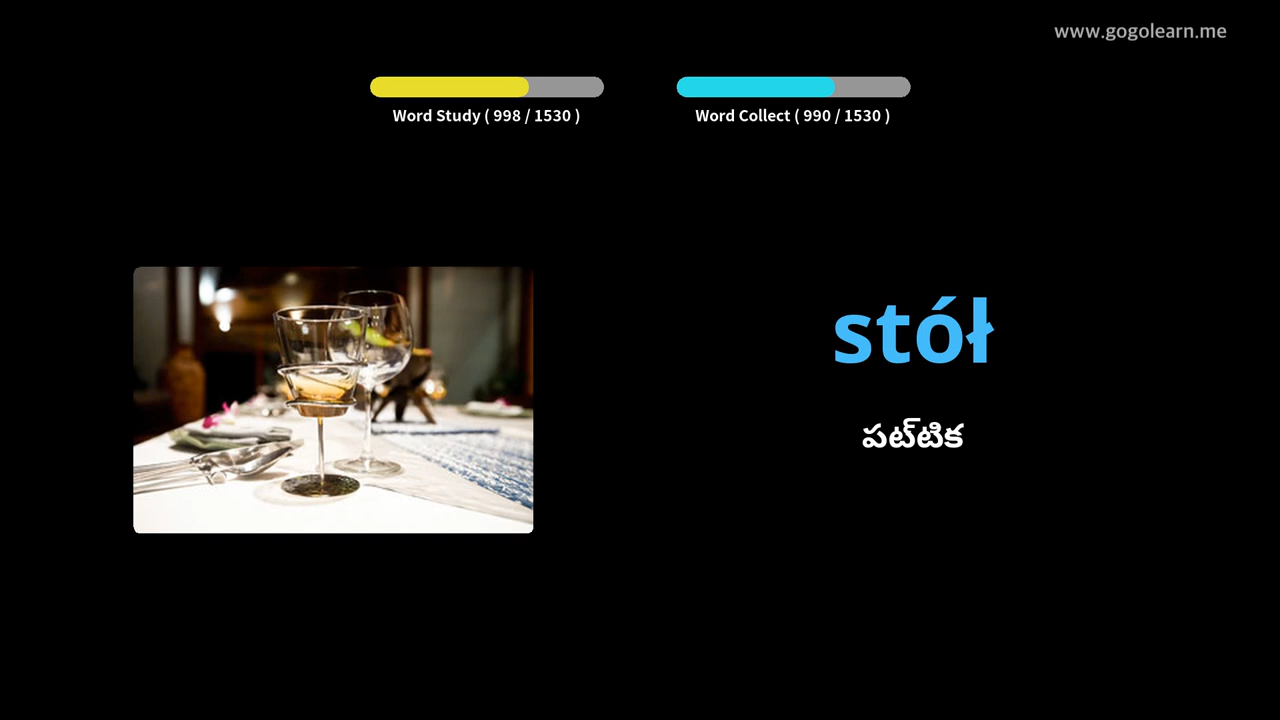 www.gogolearn.me
Word Study ( 998 / 1530 )
Word Collect ( 990 / 1530 )
stół
పట్‌టిక